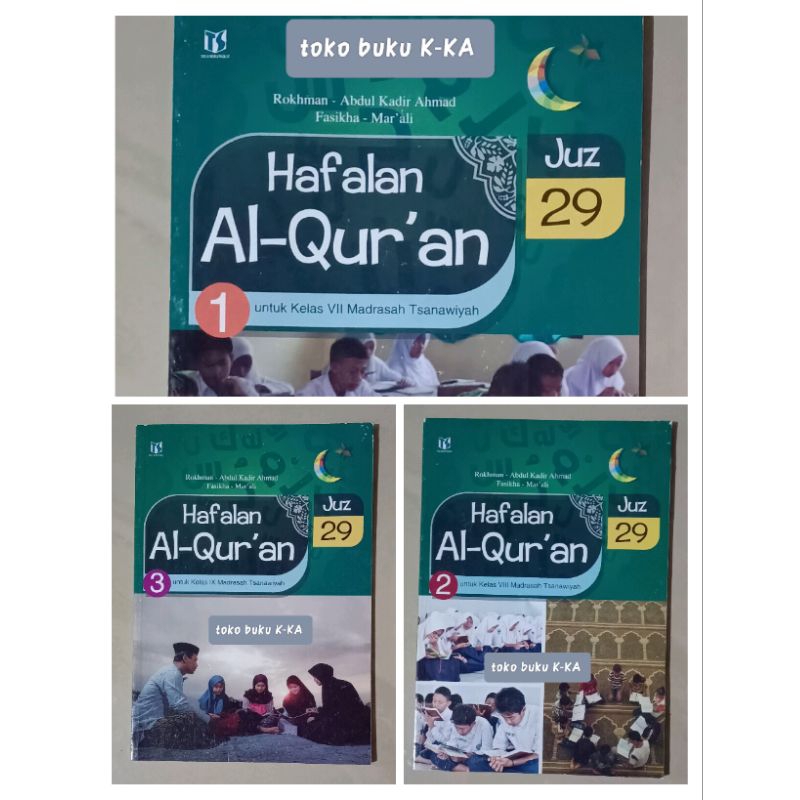 TS
toko buku K-KA
Rokhman - Abdul Kadir Ahmad
Fasikha - Mar'ali
Juz
29
Hafalan
Al-Qur'an
1 untuk Kelas VII Madrasah Tsanawiyah
TS
Rokhman - Abdul Kadir Ahmad
Fasikha - Mar'ali
Juz
29
Hafalan
Al-Qur'an
3 untuk Kelas IX Madrasah Tsanawiyah
toko buku K-KA
TS
Rokhman - Abdul Kadir Ahmad
Fasikha - Mar'ali
Juz
29
Hafalan
Al-Qur'an
2 untuk Kelas VIII Madrasah Tsanawiyah
toko buku K-KA